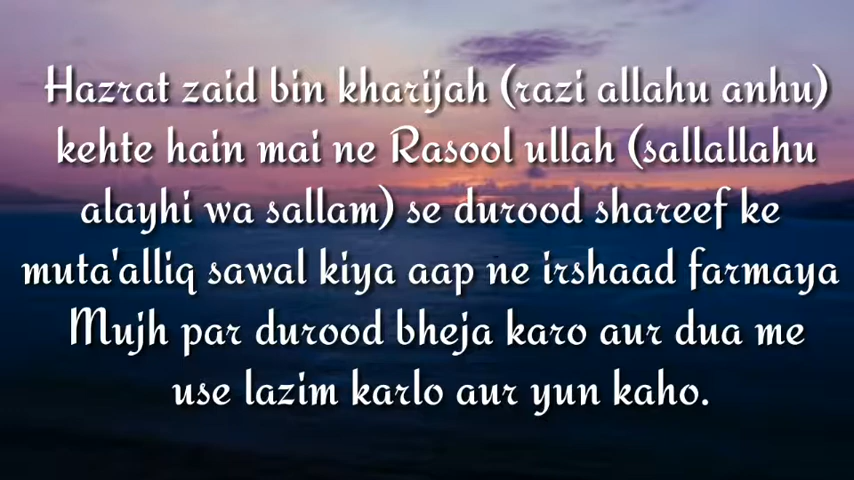 Hazrat zaid bin kharijah (razi allahu anhu)
kehte hain mai ne Rasool ullah (sallallahu
alayhi wa sallam) se durood shareef ke
muta'alliq sawal kiya aap ne irshaad farmaya
Mujh par durood bheja karo aur dua me
use lazim karlo aur yun kaho.